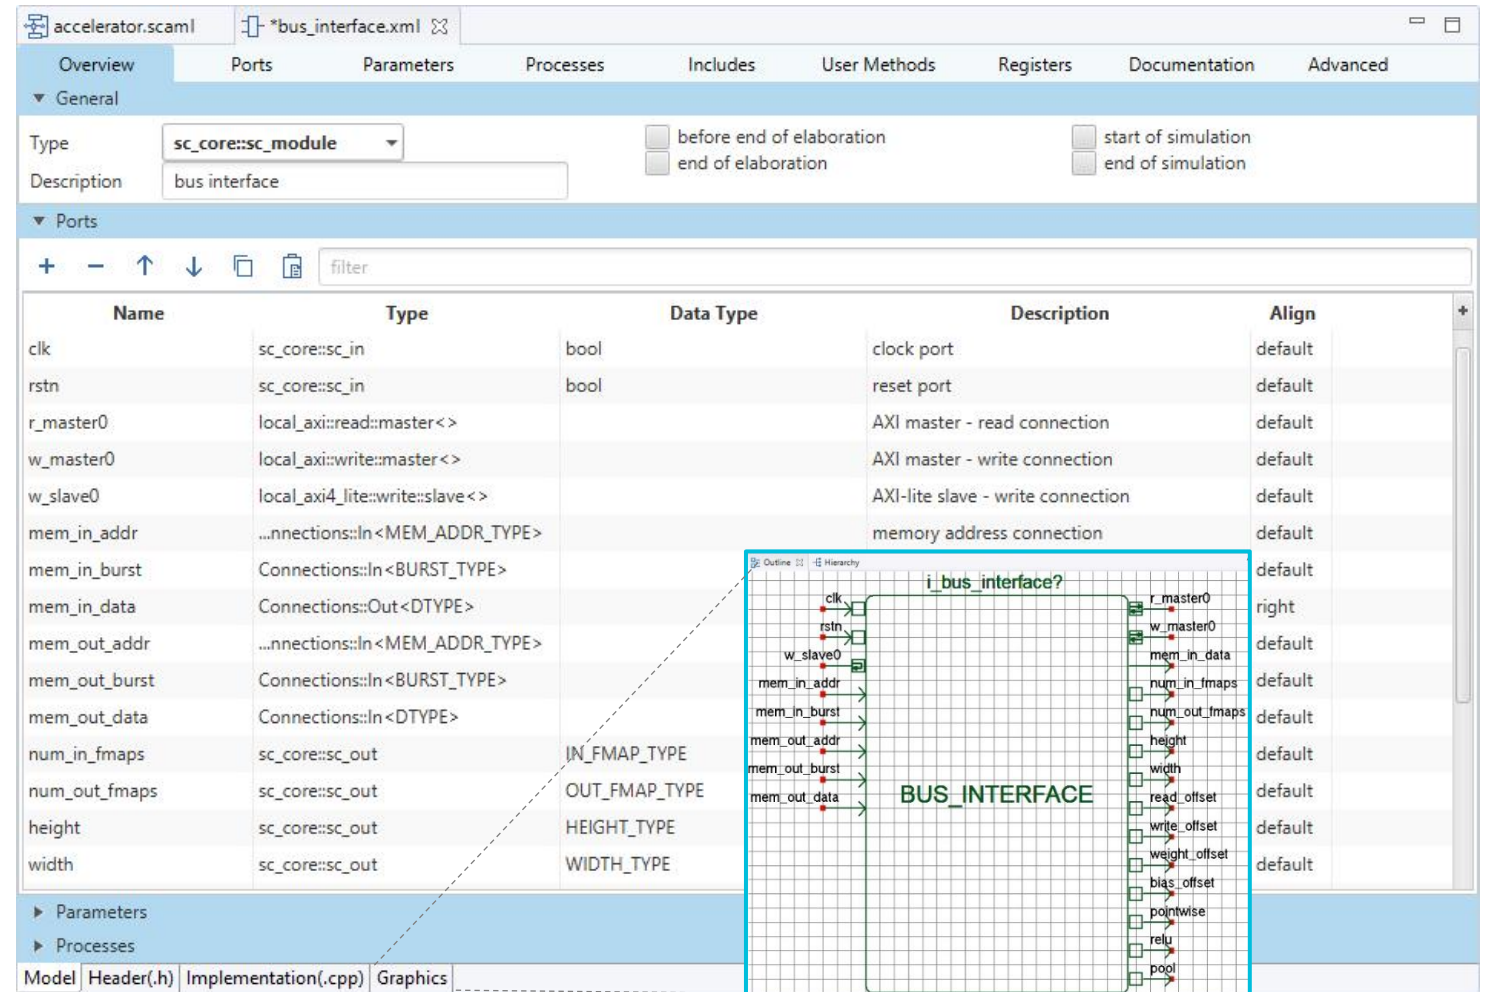 accelerator.scaml *bus_interface.xml
Overview Ports Parameters Processes Includes User Methods Registers Documentation Advanced
General
Type sc_core::sc_module before end of elaboration start of simulation
end of elaboration end of simulation
Description bus interface
Ports
filter
Name Type Data Type Description Align
clk sc_core::sc_in bool clock port default
rstn sc_core::sc_in bool reset port default
r_master0 local_axi::read::master<> AXI master - read connection default
w_master0 local_axi::write::master<> AXI master - write connection default
w_slave0 local_axi4_lite::write::slave<> AXI-lite slave - write connection default
mem_in_addr ...nnections::In<MEM_ADDR_TYPE> memory address connection default
mem_in_burst Connections::In<BURST_TYPE> default
mem_in_data Connections::Out<DTYPE> right
mem_out_addr ...nnections::In<MEM_ADDR_TYPE> default
mem_out_burst Connections::In<BURST_TYPE> default
mem_out_data Connections::In<DTYPE> default
num_in_fmaps sc_core::sc_out IN_FMAP_TYPE default
num_out_fmaps sc_core::sc_out OUT_FMAP_TYPE default
height sc_core::sc_out HEIGHT_TYPE default
width sc_core::sc_out WIDTH_TYPE default
Parameters
Processes
Model Header(.h) Implementation(.cpp) Graphics
Outline Hierarchy
i_bus_interface?
clk r_master0
rstn w_master0
w_slave0 mem_in_data
mem_in_addr num_in_fmaps
mem_in_burst num_out_fmaps
mem_out_addr height
mem_out_burst width
mem_out_data BUS_INTERFACE read_offset
write_offset
weight_offset
bias_offset
pointwise
relu
pool